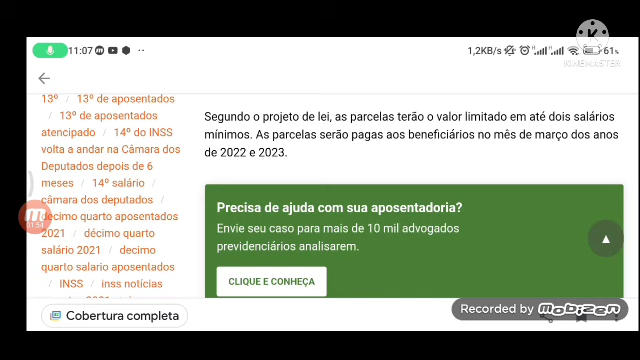 11:07
1,2KB/s
61%
KINEMASTER
13º / 13º de aposentados
/ 13º de aposentados
atencipado / 14º do INSS
volta a andar na Câmara dos
Deputados depois de 6
meses / 14º salário /
câmara dos deputados /
decimo quarto aposentados
2021 / décimo quarto
salário 2021 / decimo
quarto salario aposentados
/ INSS / inss notícias
01:54
Segundo o projeto de lei, as parcelas terão o valor limitado em até dois salários
mínimos. As parcelas serão pagas aos beneficiários no mês de março dos anos
de 2022 e 2023.
Precisa de ajuda com sua aposentadoria?
Envie seu caso para mais de 10 mil advogados
previdenciários analisarem.
CLIQUE E CONHEÇA
Cobertura completa
Recorded by MOBIZEN